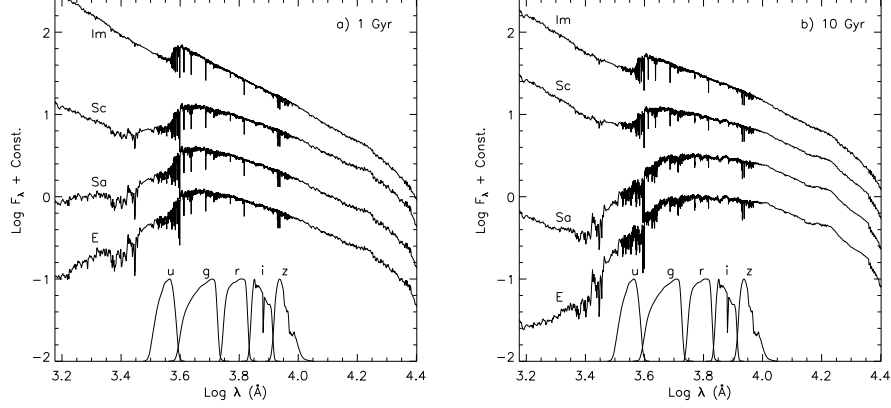 a) 1 Gyr
Im
Sc
Sa
E
u g r i z
2
1
0
−1
−2
3.2 3.4 3.6 3.8 4.0 4.2 4.4
Log λ (Å)
Log Fλ + Const.
b) 10 Gyr
Im
Sc
Sa
E
u g r i z
2
1
0
−1
−2
3.2 3.4 3.6 3.8 4.0 4.2 4.4
Log λ (Å)
Log Fλ + Const.